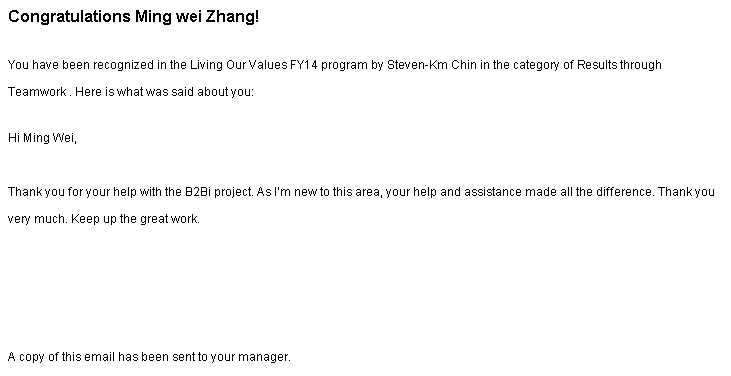 Congratulations Ming wei Zhang!
You have been recognized in the Living Our Values FY14 program by Steven-Km Chin in the category of Results through
Teamwork . Here is what was said about you:
Hi Ming Wei,
Thank you for your help with the B2Bi project. As I'm new to this area, your help and assistance made all the difference. Thank you
very much. Keep up the great work.
A copy of this email has been sent to your manager.